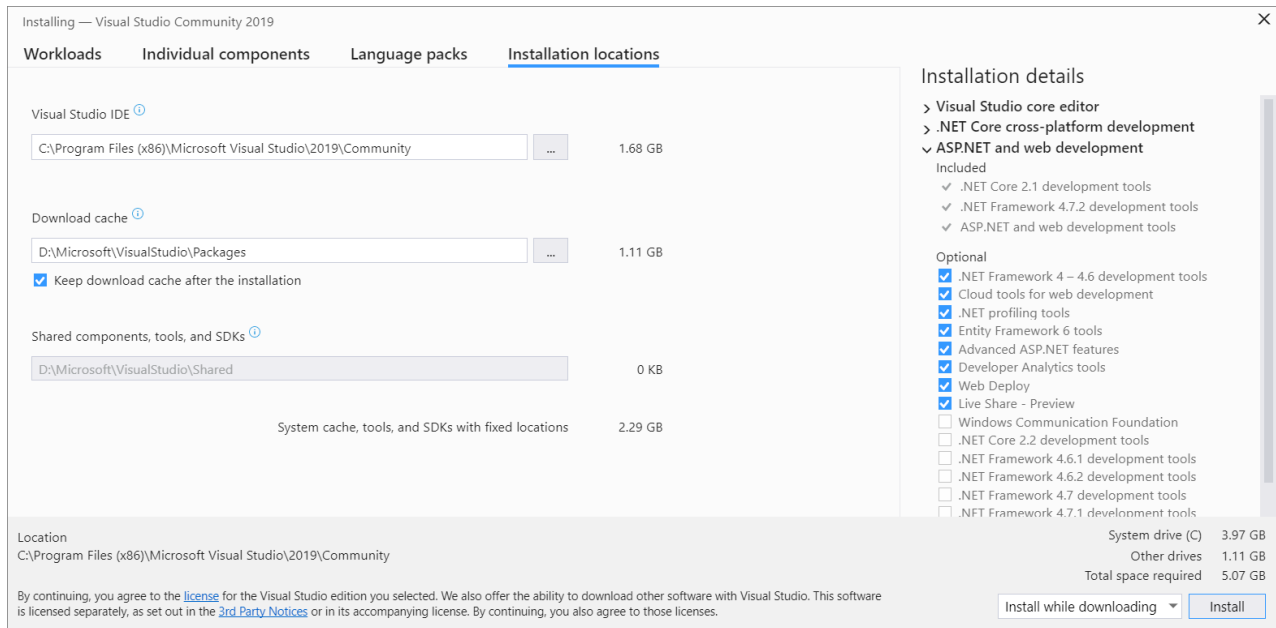 Installing — Visual Studio Community 2019
Workloads
Individual components
Language packs
Installation locations
Visual Studio IDE
C:\Program Files (x86)\Microsoft Visual Studio\2019\Community
...
1.68 GB
Download cache
D:\Microsoft\VisualStudio\Packages
...
1.11 GB
Keep download cache after the installation
Shared components, tools, and SDKs
D:\Microsoft\VisualStudio\Shared
0 KB
System cache, tools, and SDKs with fixed locations
2.29 GB
Installation details
Visual Studio core editor
.NET Core cross-platform development
ASP.NET and web development
Included
.NET Core 2.1 development tools
.NET Framework 4.7.2 development tools
ASP.NET and web development tools
Optional
.NET Framework 4 – 4.6 development tools
Cloud tools for web development
.NET profiling tools
Entity Framework 6 tools
Advanced ASP.NET features
Developer Analytics tools
Web Deploy
Live Share - Preview
Windows Communication Foundation
.NET Core 2.2 development tools
.NET Framework 4.6.1 development tools
.NET Framework 4.6.2 development tools
.NET Framework 4.7 development tools
.NET Framework 4.7.1 development tools
Location
C:\Program Files (x86)\Microsoft Visual Studio\2019\Community
System drive (C) 3.97 GB
Other drives 1.11 GB
Total space required 5.07 GB
By continuing, you agree to the license for the Visual Studio edition you selected. We also offer the ability to download other software with Visual Studio. This software
is licensed separately, as set out in the 3rd Party Notices or in its accompanying license. By continuing, you also agree to those licenses.
Install while downloading
Install